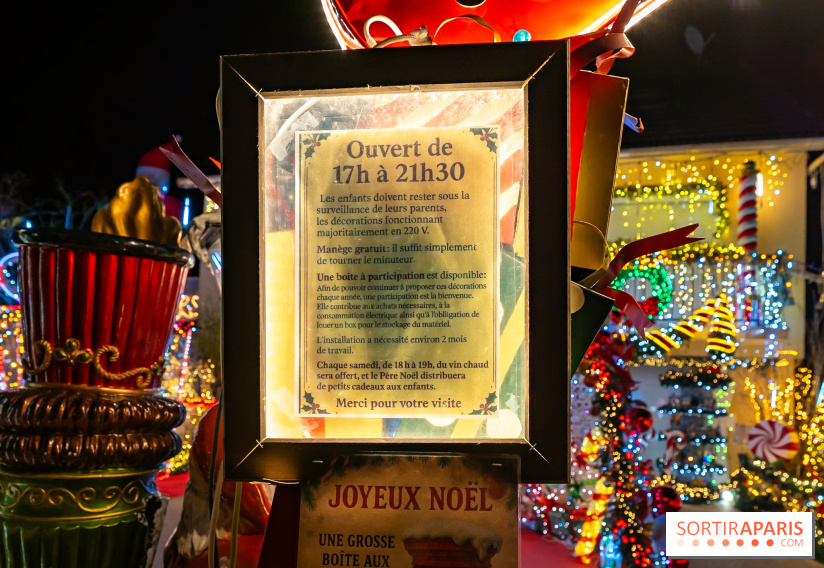 Ouvert de
17h à 21h30
Les enfants doivent rester sous la
surveillance de leurs parents,
les décorations fonctionnant
majoritairement en 220 V.
Manège gratuit : il suffit simplement
de tourner le minuteur.
Une boîte à participation est disponible :
Afin de pouvoir continuer à proposer ces décorations
chaque année, une participation est la bienvenue.
Elle contribue aux achats nécessaires, à la
consommation électrique ainsi qu'à l'obligation de
louer un box pour le stockage du matériel.
L'installation a nécessité environ 2 mois
de travail.
Chaque samedi, de 18 h à 19h, du vin chaud
sera offert, et le Père Noël distribuera
de petits cadeaux aux enfants.
Merci pour votre visite
JOYEUX NOËL
UNE GROSSE
BOÎTE AUX
SORTIRAPARIS
.COM